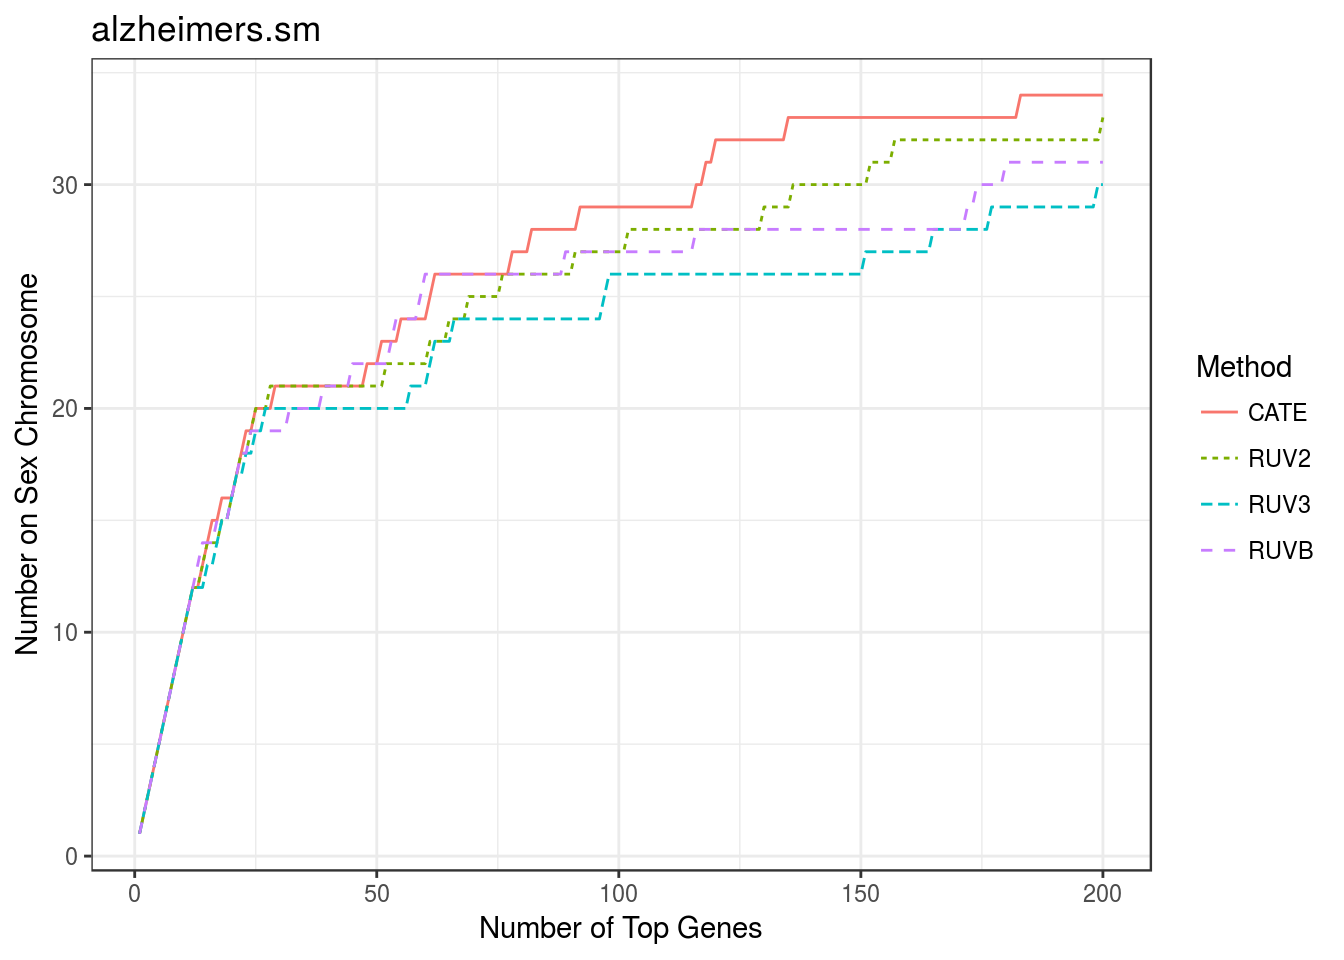 alzheimers.sm
Number on Sex Chromosome
30
20
10
0
0 50 100 150 200
Number of Top Genes
Method
CATE
RUV2
RUV3
RUVB